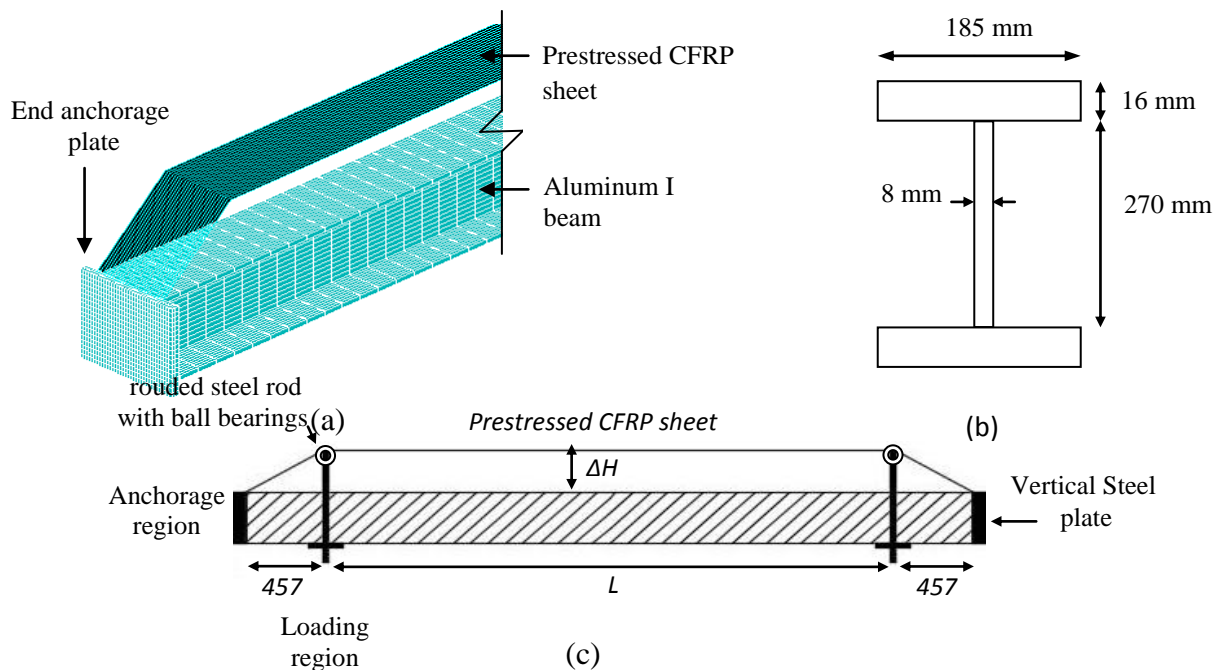 Prestressed CFRP
sheet
End anchorage
plate
Aluminum I
beam
185 mm
16 mm
8 mm
270 mm
rouded steel rod
with ball bearings
(a)
(b)
Prestressed CFRP sheet
ΔH
Anchorage
region
Vertical Steel
plate
457
L
457
Loading
region
(c)